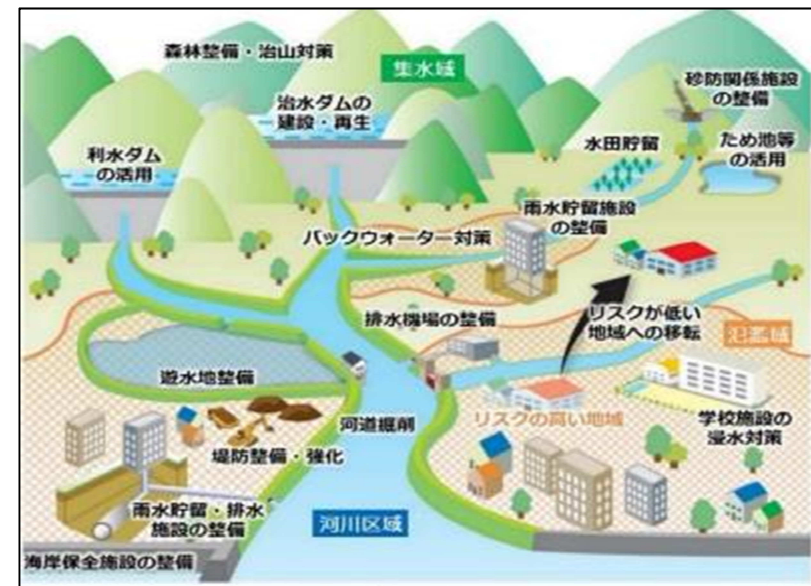 森林整備・治山対策
集水域
砂防関係施設
の整備
治水ダムの
建設・再生
水田貯留
ため池等
の活用
利水ダム
の活用
雨水貯留施設
の整備
バックウォーター対策
排水機場の整備
リスクが低い
地域への移転
氾濫域
遊水地整備
リスクの高い地域
学校施設の
浸水対策
河道掘削
堤防整備・強化
雨水貯留・排水
施設の整備
河川区域
海岸保全施設の整備